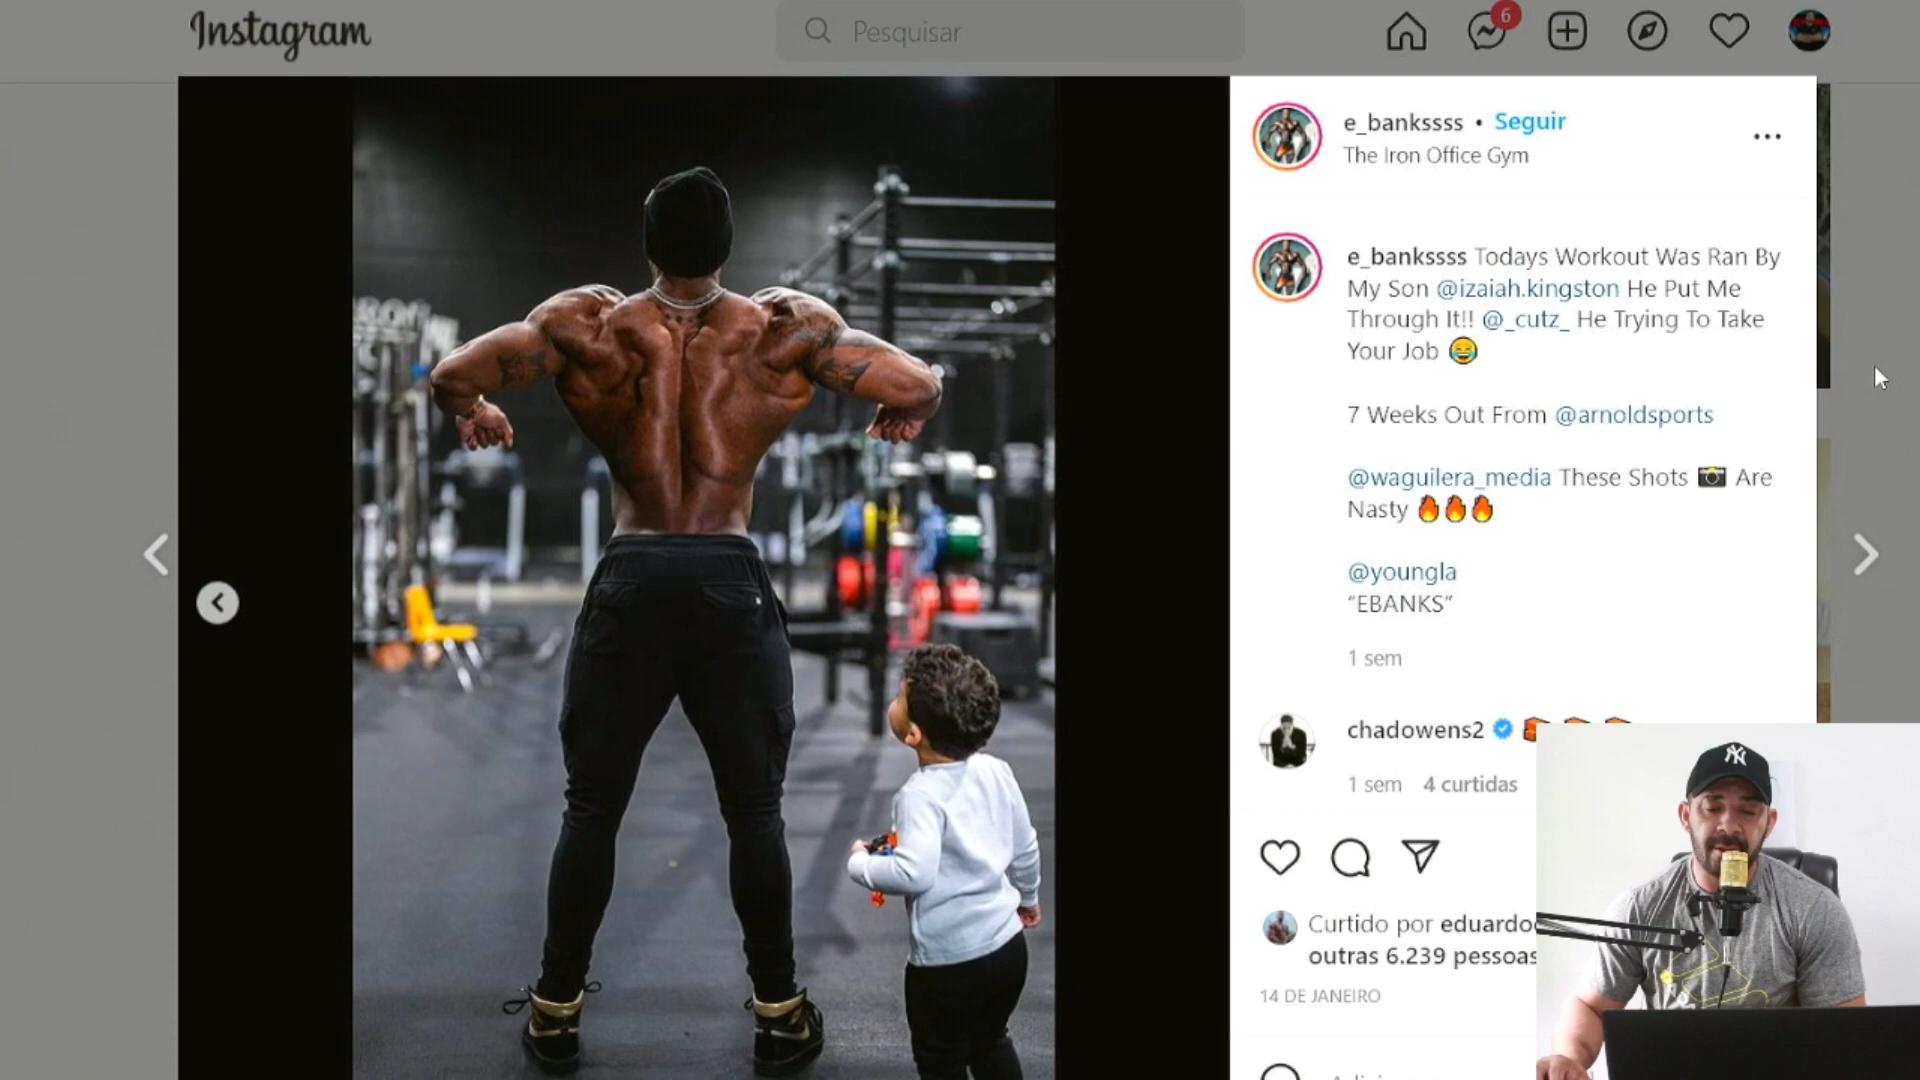 Instagram
Pesquisar
6
e_bankssss • Seguir
The Iron Office Gym
e_bankssss Todays Workout Was Ran By
My Son @izaiah.kingston He Put Me
Through It!! @_cutz_ He Trying To Take
Your Job 😂
7 Weeks Out From @arnoldsports
@waguilera_media These Shots 📸 Are
Nasty 🔥🔥🔥
@youngla
“EBANKS”
1 sem
chadowens2
1 sem 4 curtidas
Curtido por
outras 6.239 pessoas
14 DE JANEIRO
NY